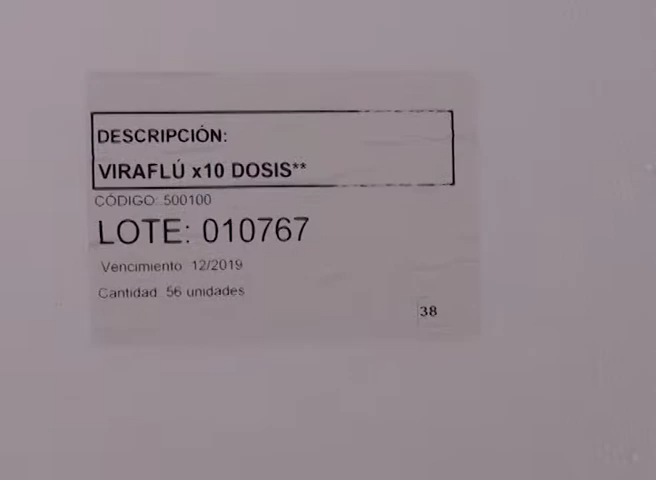 DESCRIPCIÓN:
VIRAFLÚ x10 DOSIS**
CÓDIGO: 500100
LOTE: 010767
Vencimiento 12/2019
Cantidad 56 unidades
38